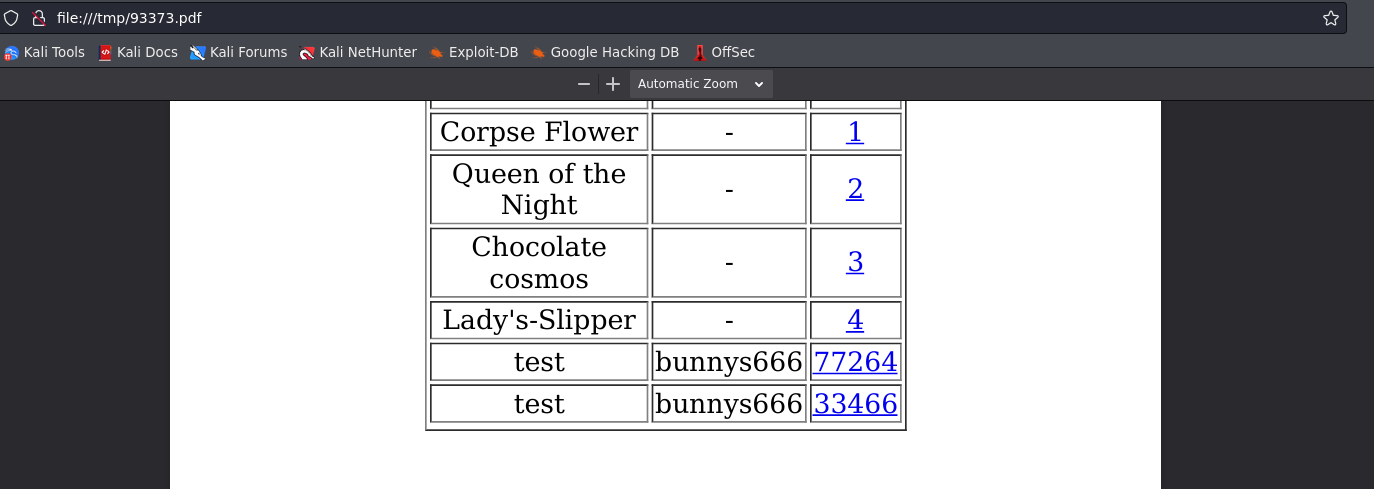 file:///tmp/93373.pdf
Kali Tools Kali Docs Kali Forums Kali NetHunter Exploit-DB Google Hacking DB OffSec
Automatic Zoom
Corpse Flower - 1
Queen of the
Night - 2
Chocolate
cosmos - 3
Lady's-Slipper - 4
test bunnys666 77264
test bunnys666 33466